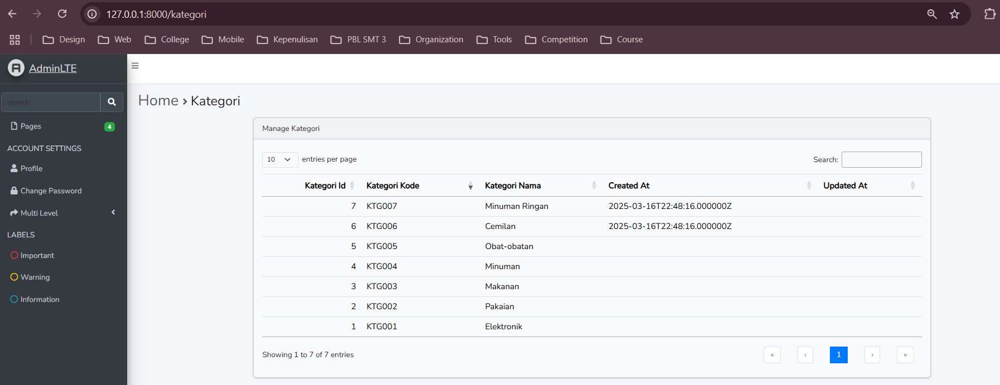 127.0.0.1:8000/kategori
Design Web College Mobile Kepenulisan PBL SMT 3 Organization Tools Competition Course
AdminLTE
search
Pages 4
ACCOUNT SETTINGS
Profile
Change Password
Multi Level
LABELS
Important
Warning
Information
Home › Kategori
Manage Kategori
10 entries per page Search:
Kategori Id Kategori Kode Kategori Nama Created At Updated At
7 KTG007 Minuman Ringan 2025-03-16T22:48:16.000000Z
6 KTG006 Cemilan 2025-03-16T22:48:16.000000Z
5 KTG005 Obat-obatan
4 KTG004 Minuman
3 KTG003 Makanan
2 KTG002 Pakaian
1 KTG001 Elektronik
Showing 1 to 7 of 7 entries « ‹ 1 › »